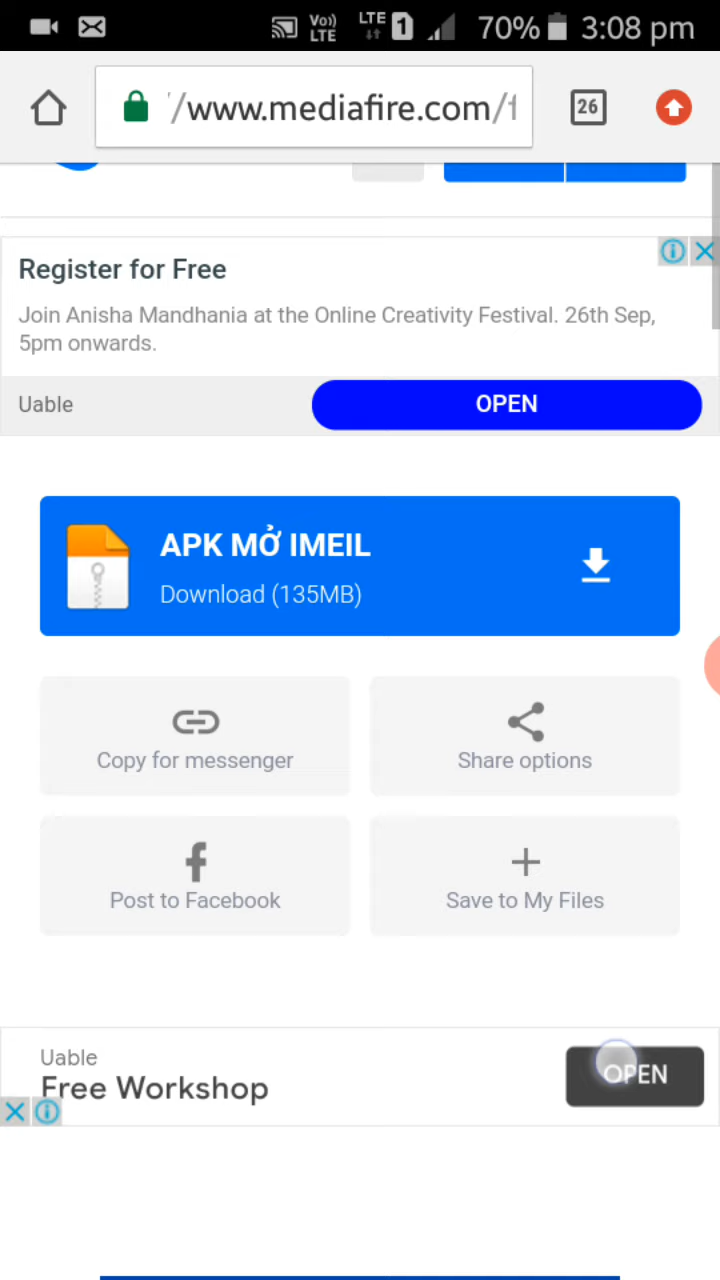 Vo))
LTE
LTE
1
70%
3:08 pm
//www.mediafire.com/f
26
Register for Free
Join Anisha Mandhania at the Online Creativity Festival. 26th Sep,
5pm onwards.
Uable
OPEN
APK MỞ IMEIL
Download (135MB)
Copy for messenger
Share options
Post to Facebook
Save to My Files
Uable
Free Workshop
OPEN